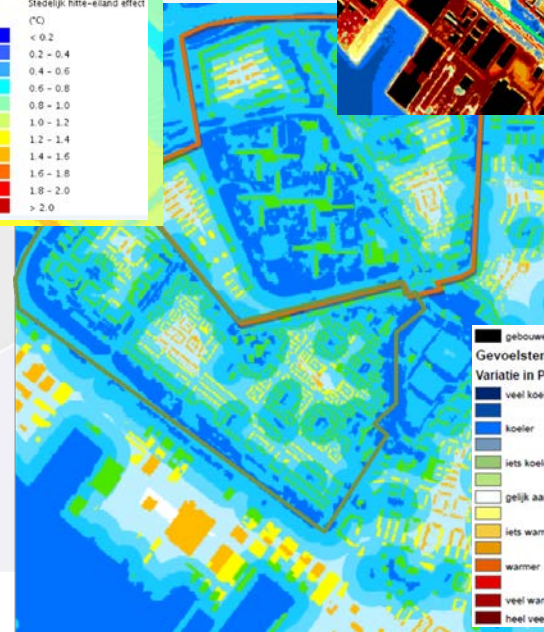 Stedelijk hitte-eiland effect
(°C)
< 0.2
0.2 - 0.4
0.4 - 0.6
0.6 - 0.8
0.8 - 1.0
1.0 - 1.2
1.2 - 1.4
1.4 - 1.6
1.6 - 1.8
1.8 - 2.0
> 2.0
gebouwe
Gevoelsten
Variatie in P
veel koe
koeler
iets koele
gelijk aa
iets warm
warmer
veel war
heel vee